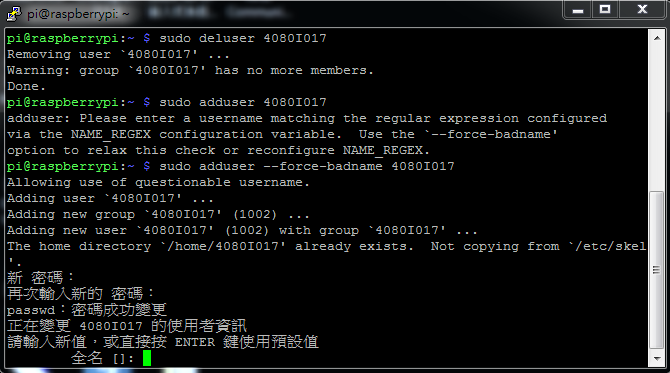 pi@raspberrypi: ~
pi@raspberrypi:~ $ sudo deluser 4080I017
Removing user `4080I017' ...
Warning: group `4080I017' has no more members.
Done.
pi@raspberrypi:~ $ sudo adduser 4080I017
adduser: Please enter a username matching the regular expression configured
via the NAME_REGEX configuration variable.  Use the `--force-badname'
option to relax this check or reconfigure NAME_REGEX.
pi@raspberrypi:~ $ sudo adduser --force-badname 4080I017
Allowing use of questionable username.
Adding user `4080I017' ...
Adding new group `4080I017' (1002) ...
Adding new user `4080I017' (1002) with group `4080I017' ...
The home directory `/home/4080I017' already exists.  Not copying from `/etc/skel
'.
新 密碼：
再次輸入新的 密碼：
passwd：密碼成功變更
正在變更 4080I017 的使用者資訊
請輸入新值，或直接按 ENTER 鍵使用預設值
全名 []: